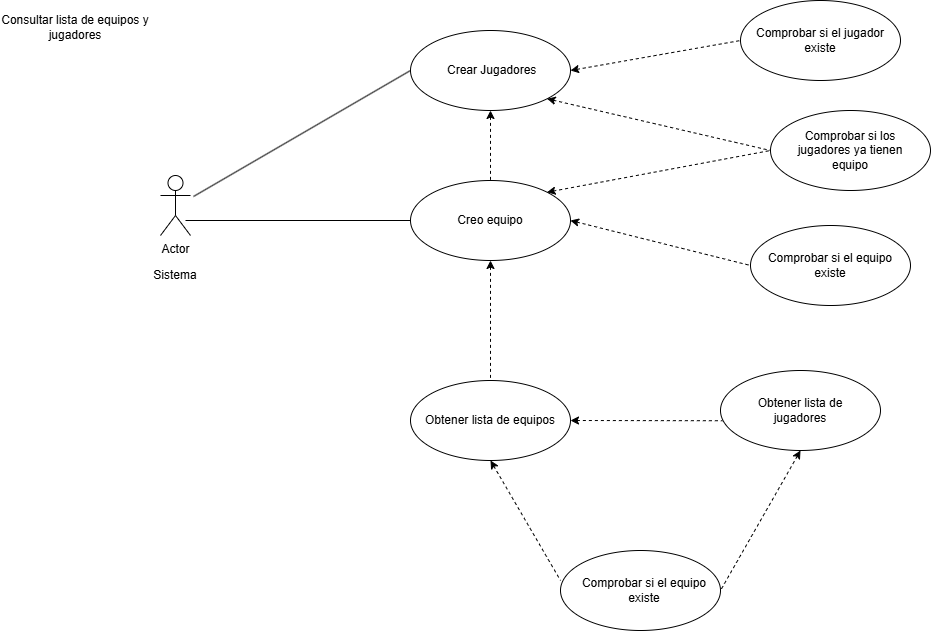 Consultar lista de equipos y
jugadores
Comprobar si el jugador
existe
Crear Jugadores
Comprobar si los
jugadores ya tienen
equipo
Creo equipo
Actor
Sistema
Comprobar si el equipo
existe
Obtener lista de equipos
Obtener lista de
jugadores
Comprobar si el equipo
existe